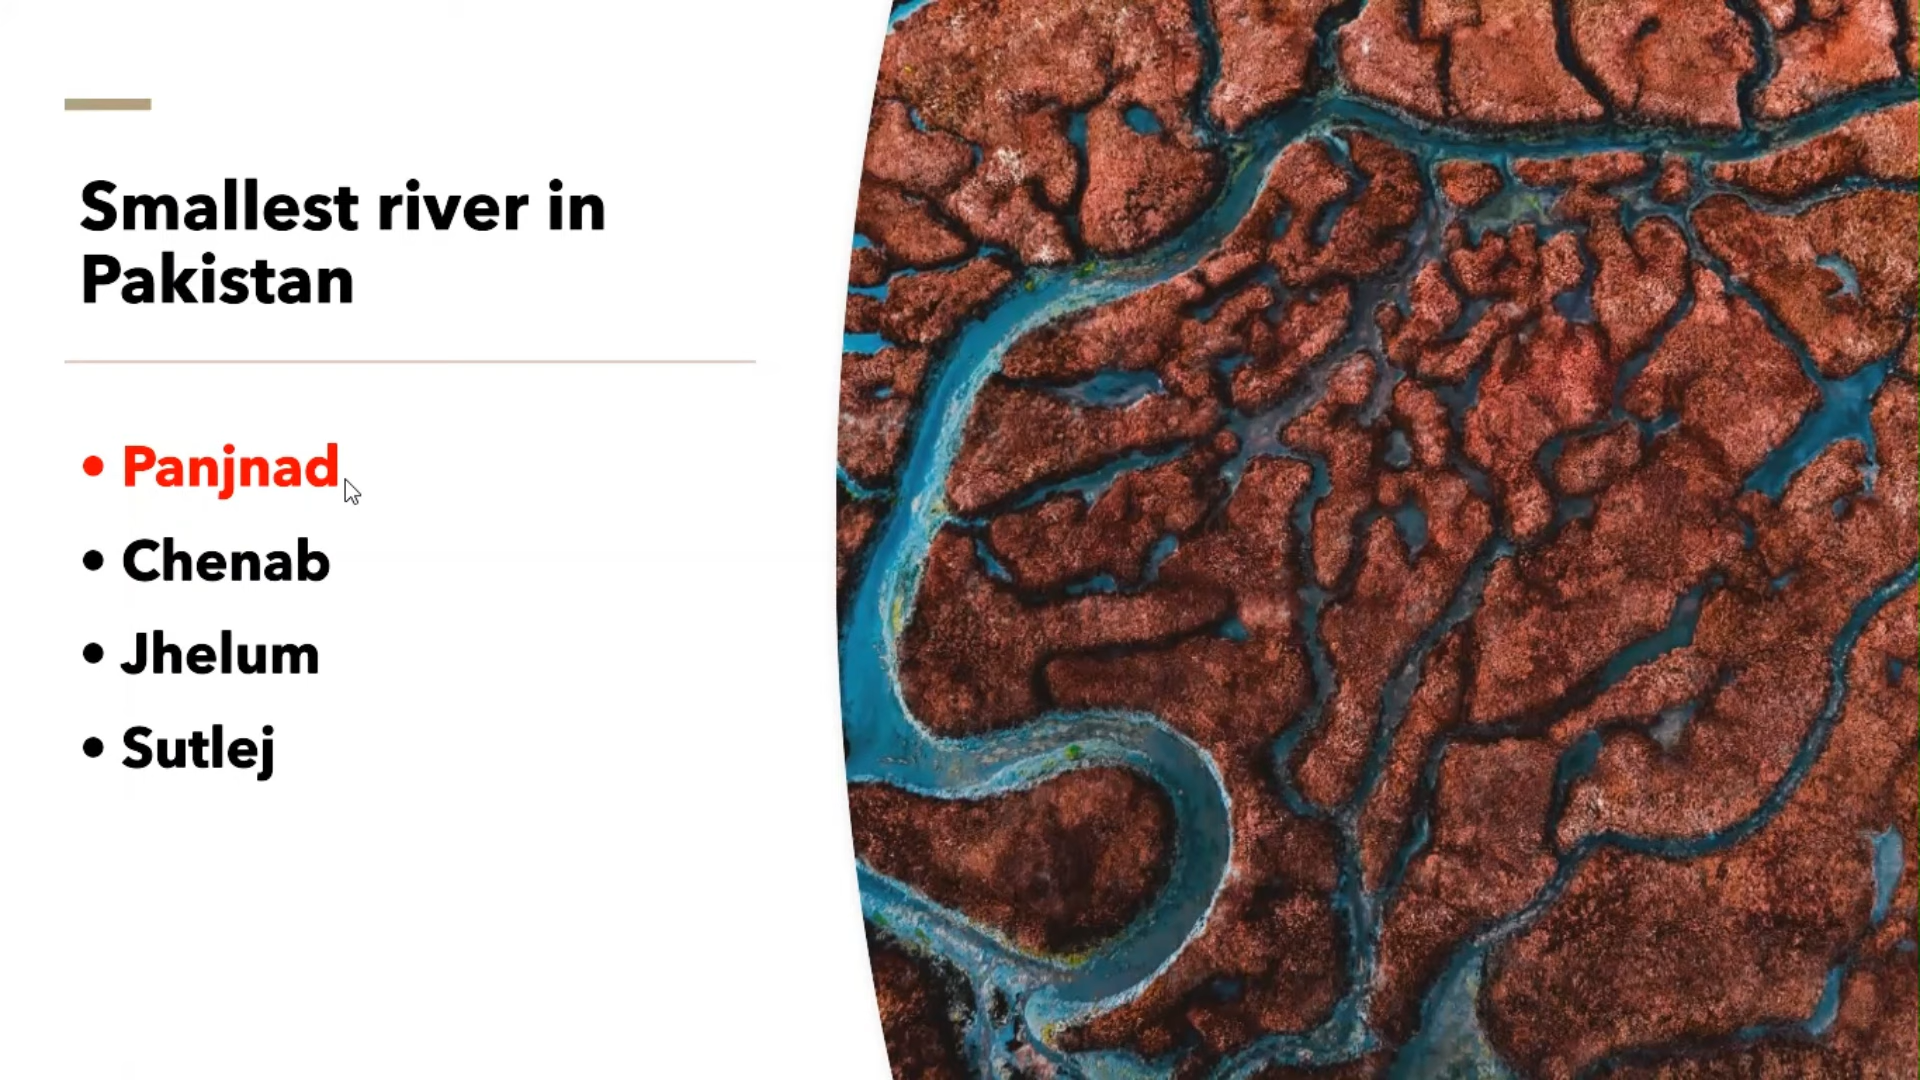 Smallest river in
Pakistan
• Panjnad
• Chenab
• Jhelum
• Sutlej